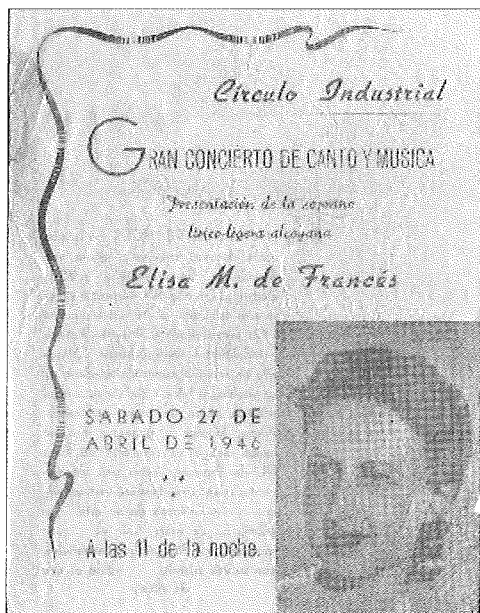 Círculo Industrial
GRAN CONCIERTO DE CANTO Y MUSICA
Presentación de la soprano
lírico-ligera alcoyana
Elisa M. de Francés
SABADO 27 DE
ABRIL DE 1946
A las 11 de la noche.